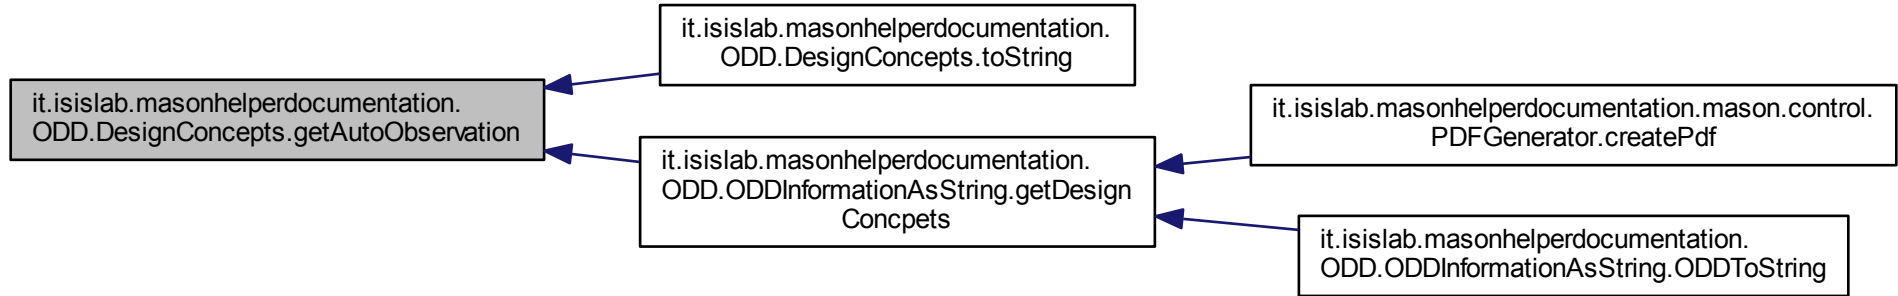 it.isislab.masonhelperdocumentation.
ODD.DesignConcepts.toString
it.isislab.masonhelperdocumentation.
ODD.DesignConcepts.getAutoObservation
it.isislab.masonhelperdocumentation.mason.control.
PDFGenerator.createPdf
it.isislab.masonhelperdocumentation.
ODD.ODDInformationAsString.getDesign
Concpets
it.isislab.masonhelperdocumentation.
ODD.ODDInformationAsString.ODDToString